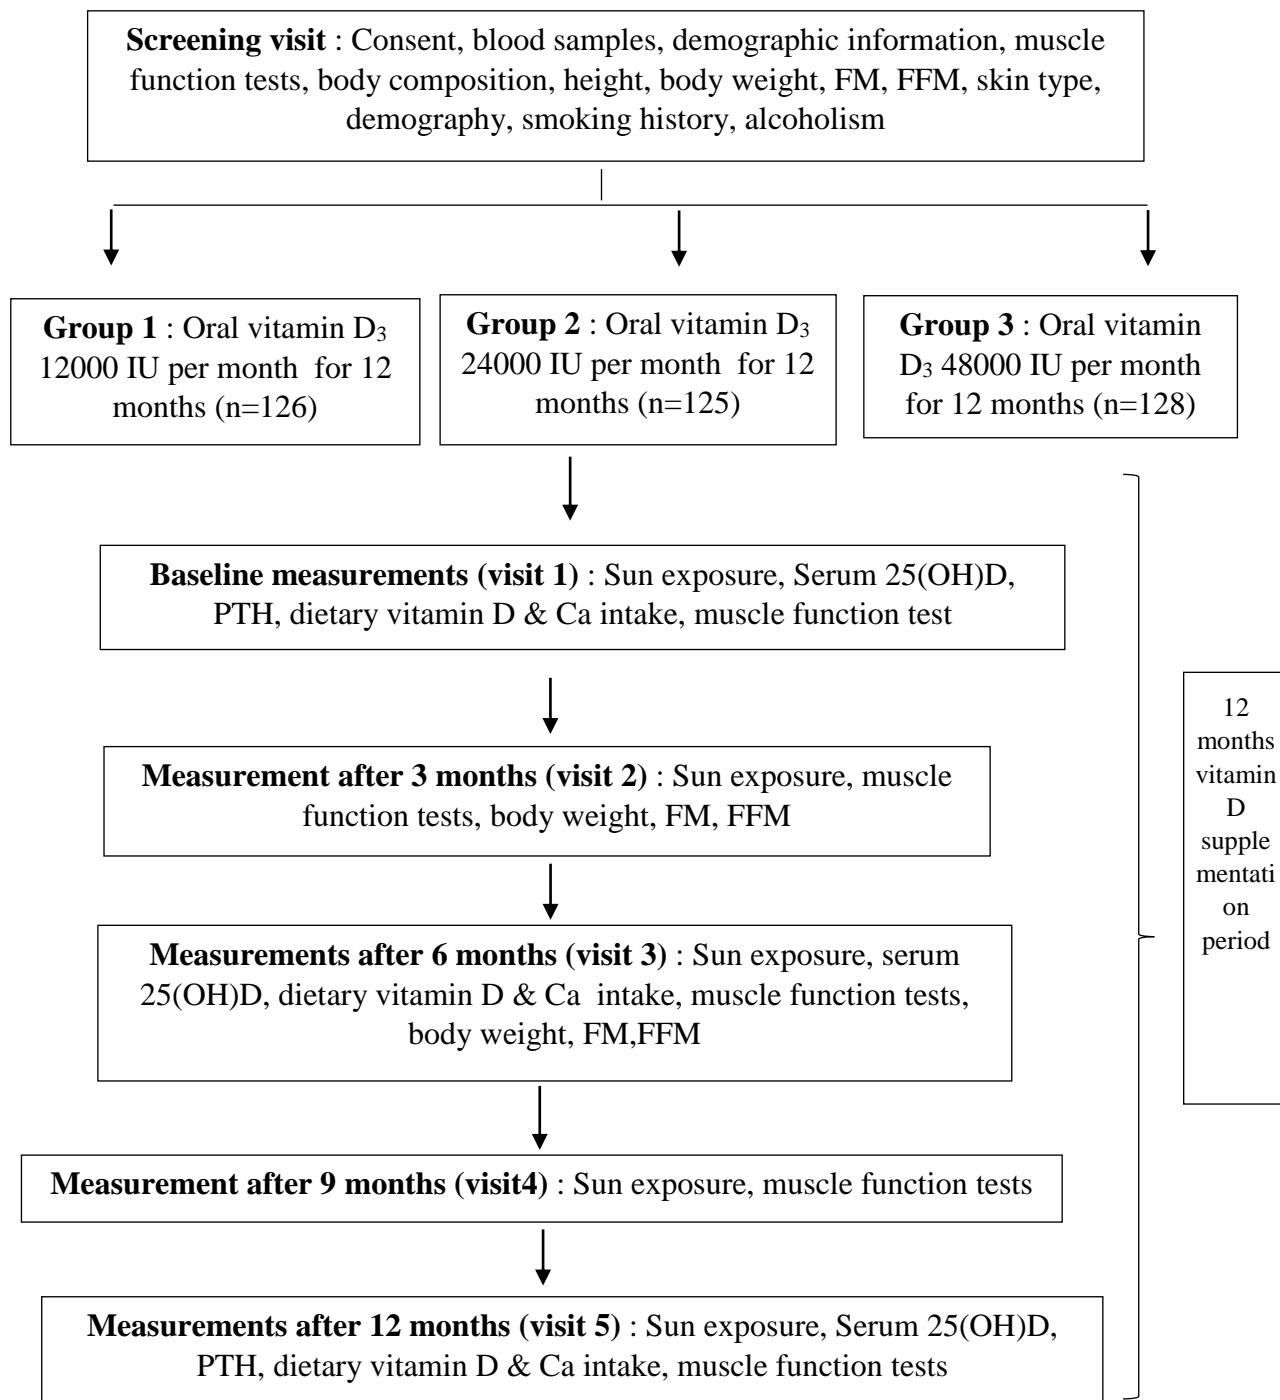 Screening visit : Consent, blood samples, demographic information, muscle
function tests, body composition, height, body weight, FM, FFM, skin type,
demography, smoking history, alcoholism
Group 1 : Oral vitamin D₃
12000 IU per month for 12
months (n=126)
Group 2 : Oral vitamin D₃
24000 IU per month for 12
months (n=125)
Group 3 : Oral vitamin
D₃ 48000 IU per month
for 12 months (n=128)
Baseline measurements (visit 1) : Sun exposure, Serum 25(OH)D,
PTH, dietary vitamin D & Ca intake, muscle function test
Measurement after 3 months (visit 2) : Sun exposure, muscle
function tests, body weight, FM, FFM
Measurements after 6 months (visit 3) : Sun exposure, serum
25(OH)D, dietary vitamin D & Ca intake, muscle function tests,
body weight, FM,FFM
Measurement after 9 months (visit4) : Sun exposure, muscle function tests
Measurements after 12 months (visit 5) : Sun exposure, Serum 25(OH)D,
PTH, dietary vitamin D & Ca intake, muscle function tests
12
months
vitamin
D
supple
mentati
on
period